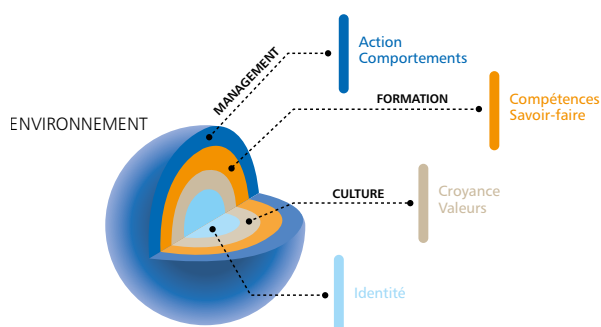 Action
Comportements
MANAGEMENT
FORMATION
Compétences
Savoir-faire
ENVIRONNEMENT
CULTURE
Croyance
Valeurs
Identité